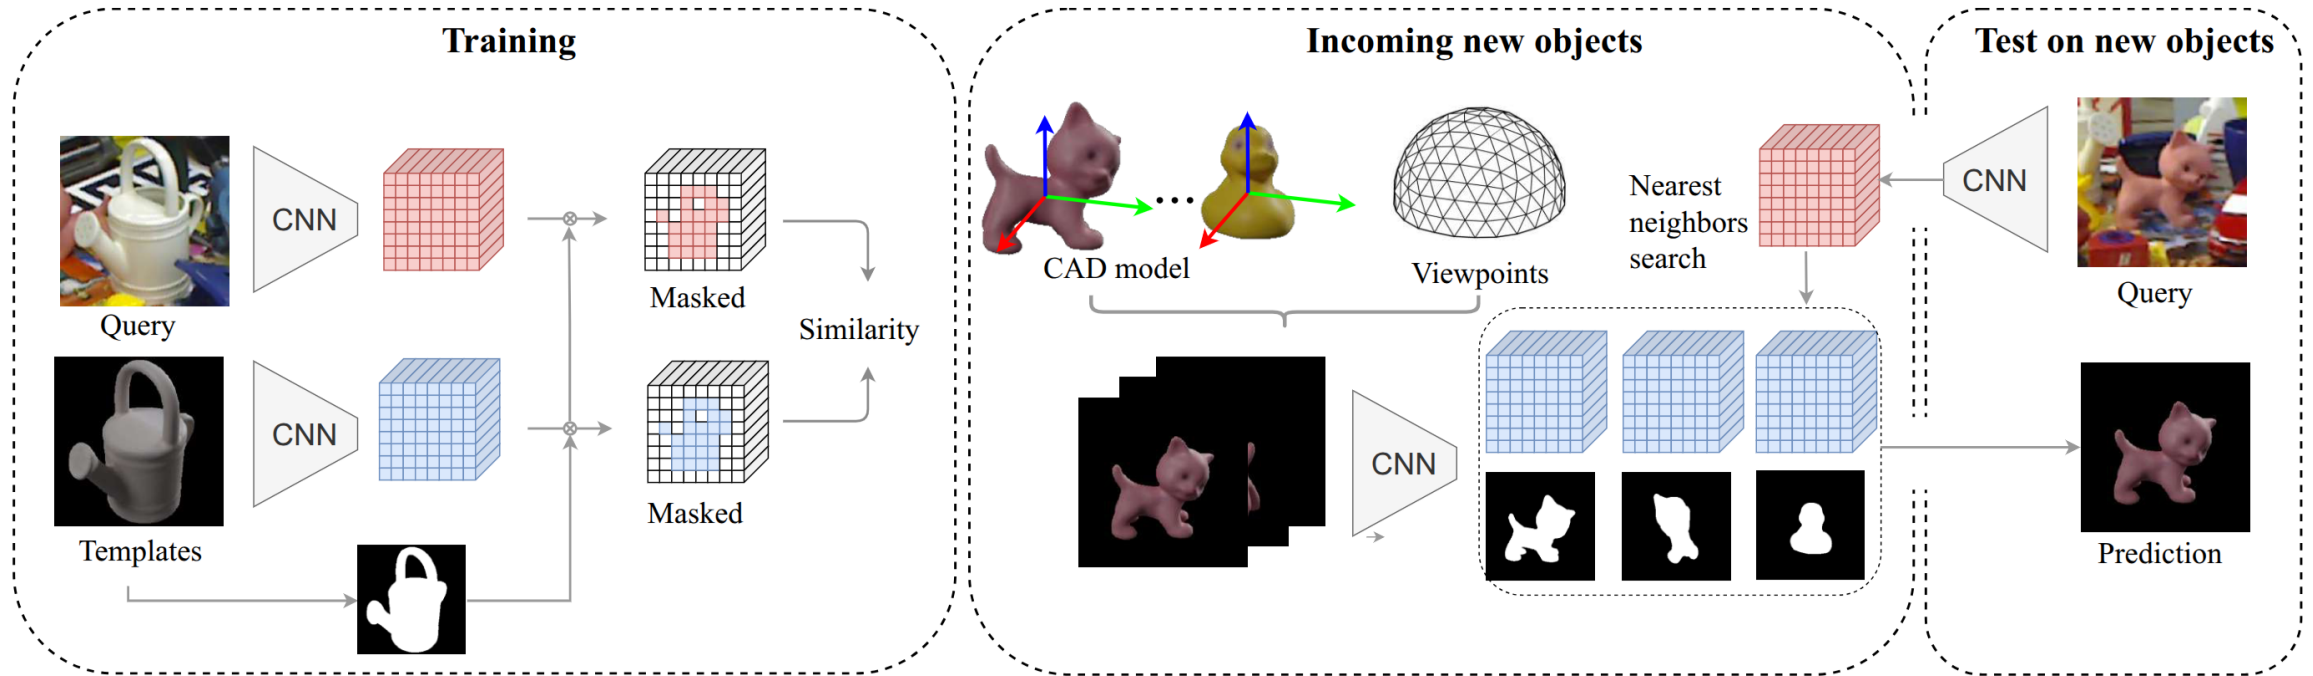 Training
CNN
Query
Masked
Similarity
CNN
Templates
Masked
Incoming new objects
CAD model
...
Viewpoints
Nearest
neighbors
search
CNN
Test on new objects
CNN
Query
Prediction